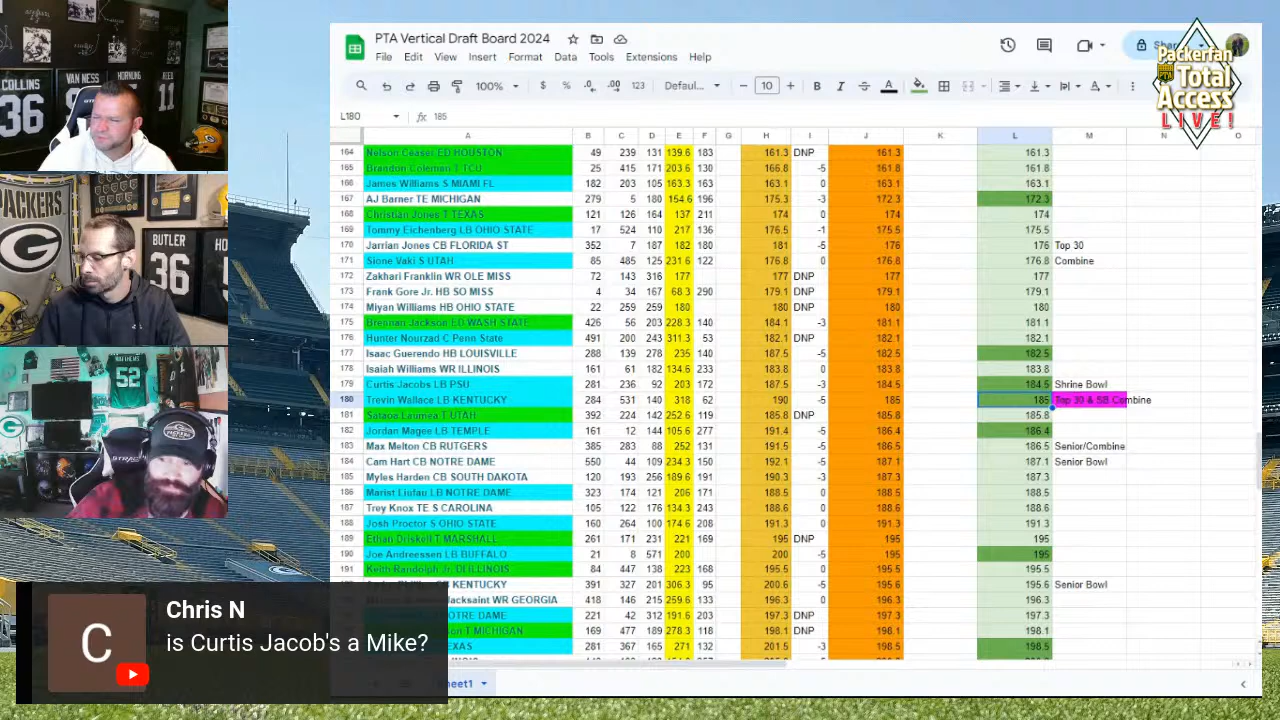 COLLINS
36
VAN NESS
HORNUNG
11
PACKERS
G
BUTLER
36
MATTHEWS
52
PTA Vertical Draft Board 2024
File Edit View Insert Format Data Tools Extensions Help
100% $ % .0 .00 123 Defaul... 10 B I A
L180 fx 185
A B C D E F G H I J K L M N O
164 Nelson Ceaser ED HOUSTON 49 239 131 139.6 183 161.3 DNP 161.3 161.3
165 Brandon Coleman T TCU 25 415 171 203.6 130 166.8 -5 161.8 161.8
166 James Williams S MIAMI FL 182 203 105 163.3 163 163.1 0 163.1 163.1
167 AJ Barner TE MICHIGAN 279 5 180 154.6 196 175.3 -3 172.3 172.3
168 Christian Jones T TEXAS 121 126 164 137 211 174 0 174 174
169 Tommy Eichenberg LB OHIO STATE 17 524 110 217 136 176.5 -1 175.5 175.5
170 Jarrian Jones CB FLORIDA ST 352 7 187 182 180 181 -5 176 176 Top 30
171 Sione Vaki S UTAH 85 485 125 231.6 122 176.8 0 176.8 176.8 Combine
172 Zakhari Franklin WR OLE MISS 72 143 316 177 177 DNP 177 177
173 Frank Gore Jr. HB SO MISS 4 34 167 68.3 290 179.1 DNP 179.1 179.1
174 Miyan Williams HB OHIO STATE 22 259 259 180 180 DNP 180 180
175 Brennan Jackson ED WASH STATE 426 56 203 228.3 140 184.1 -3 181.1 181.1
176 Hunter Nourzad C Penn State 491 200 243 311.3 53 182.1 DNP 182.1 182.1
177 Isaac Guerendo HB LOUISVILLE 288 139 278 235 140 187.5 -5 182.5 182.5
178 Isaiah Williams WR ILLINOIS 161 61 182 134.6 233 183.8 0 183.8 183.8
179 Curtis Jacobs LB PSU 281 236 92 203 172 187.5 -3 184.5 184.5 Shrine Bowl
180 Trevin Wallace LB KENTUCKY 284 531 140 318 62 190 -5 185 185 Top 30 & SB Combine
181 Sataoa Laumea T UTAH 392 224 142 252.6 119 185.8 DNP 185.8 185.8
182 Jordan Magee LB TEMPLE 161 12 144 105.6 277 191.4 -5 186.4 186.4
183 Max Melton CB RUTGERS 385 283 88 252 131 191.5 -5 186.5 186.5 Senior/Combine
184 Cam Hart CB NOTRE DAME 550 44 109 234.3 150 192.1 -5 187.1 187.1 Senior Bowl
185 Myles Harden CB SOUTH DAKOTA 120 193 256 189.6 191 190.3 -3 187.3 187.3
186 Marist Liufau LB NOTRE DAME 323 174 121 206 171 188.5 0 188.5 188.5
187 Trey Knox TE S CAROLINA 105 122 176 134.3 243 188.6 0 188.6 188.6
188 Josh Proctor S OHIO STATE 160 264 100 174.6 208 191.3 0 191.3 191.3
189 Ethan Driskell T MARSHALL 261 171 231 221 169 195 DNP 195 195
190 Joe Andreessen LB BUFFALO 21 8 571 200 200 -5 195 195
191 Keith Randolph Jr. DL ILLINOIS 84 447 138 223 168 195.5 0 195.5 195.5
CB KENTUCKY 391 327 201 306.3 95 200.6 -5 195.6 195.6 Senior Bowl
WR GEORGIA 418 146 215 259.6 133 196.3 0 196.3 196.3
NOTRE DAME 221 42 312 191.6 203 197.3 DNP 197.3 197.3
T MICHIGAN 169 477 189 278.3 118 198.1 DNP 198.1 198.1
281 367 165 271 132 201.5 -3 198.5 198.5
Packerfan
Total
Access
LIVE!
C
Chris N
is Curtis Jacob's a Mike?